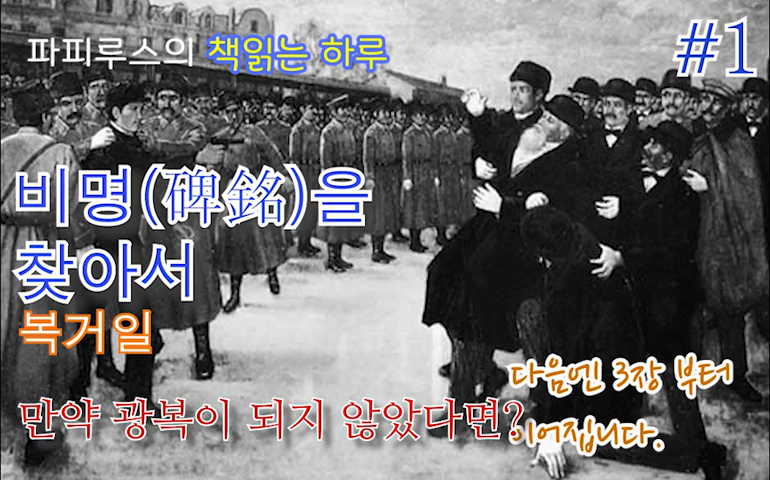 파피루스의 책읽는 하루
#1
비명(碑銘)을
찾아서
복거일
만약 광복이 되지 않았다면?
다음엔 3장 부터
이어집니다.